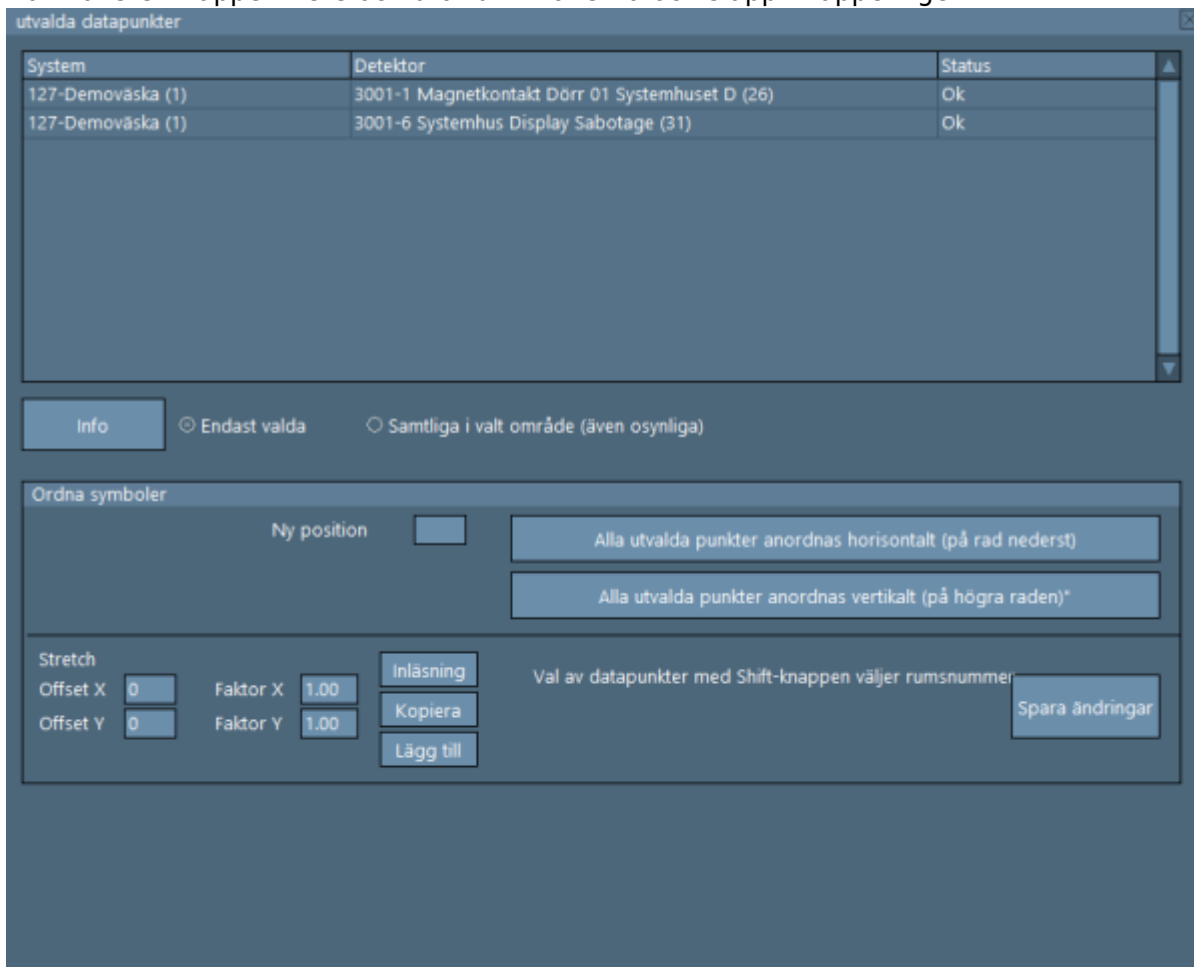 utvalda datapunkter
System Detektor Status
127-Demoväska (1) 3001-1 Magnetkontakt Dörr 01 Systemhuset D (26) Ok
127-Demoväska (1) 3001-6 Systemhus Display Sabotage (31) Ok
Info Endast valda Samtliga i valt område (även osynliga)
Ordna symboler
Ny position Alla utvalda punkter anordnas horisontalt (på rad nederst)
Alla utvalda punkter anordnas vertikalt (på högra raden)*
Stretch
Offset X 0 Faktor X 1.00 Inläsning Val av datapunkter med Shift-knappen väljer rumsnummer
Offset Y 0 Faktor Y 1.00 Kopiera Spara ändringar
Lägg till